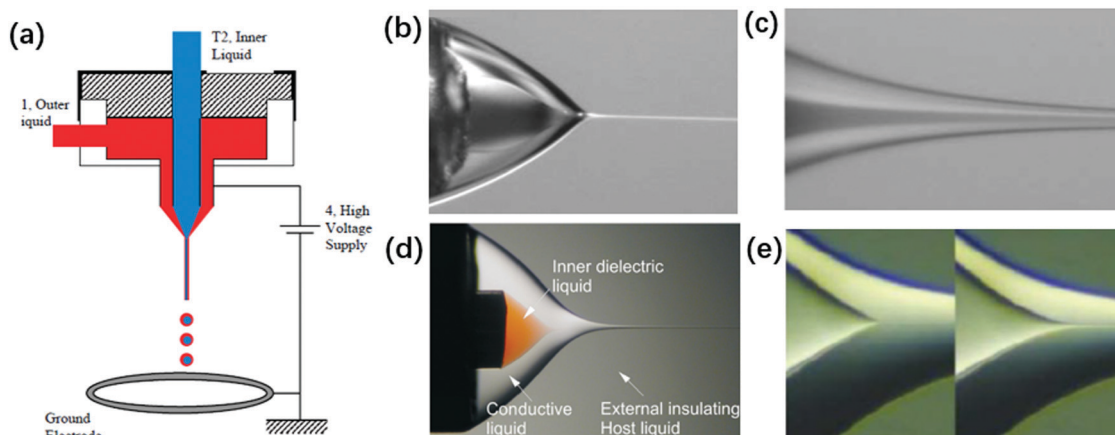 (a)
T2, Inner
Liquid
1, Outer
iquid
4, High
Voltage
Supply
Ground
Electrode
(b)
(c)
(d)
Inner dielectric
liquid
Conductive
liquid
External insulating
Host liquid
(e)